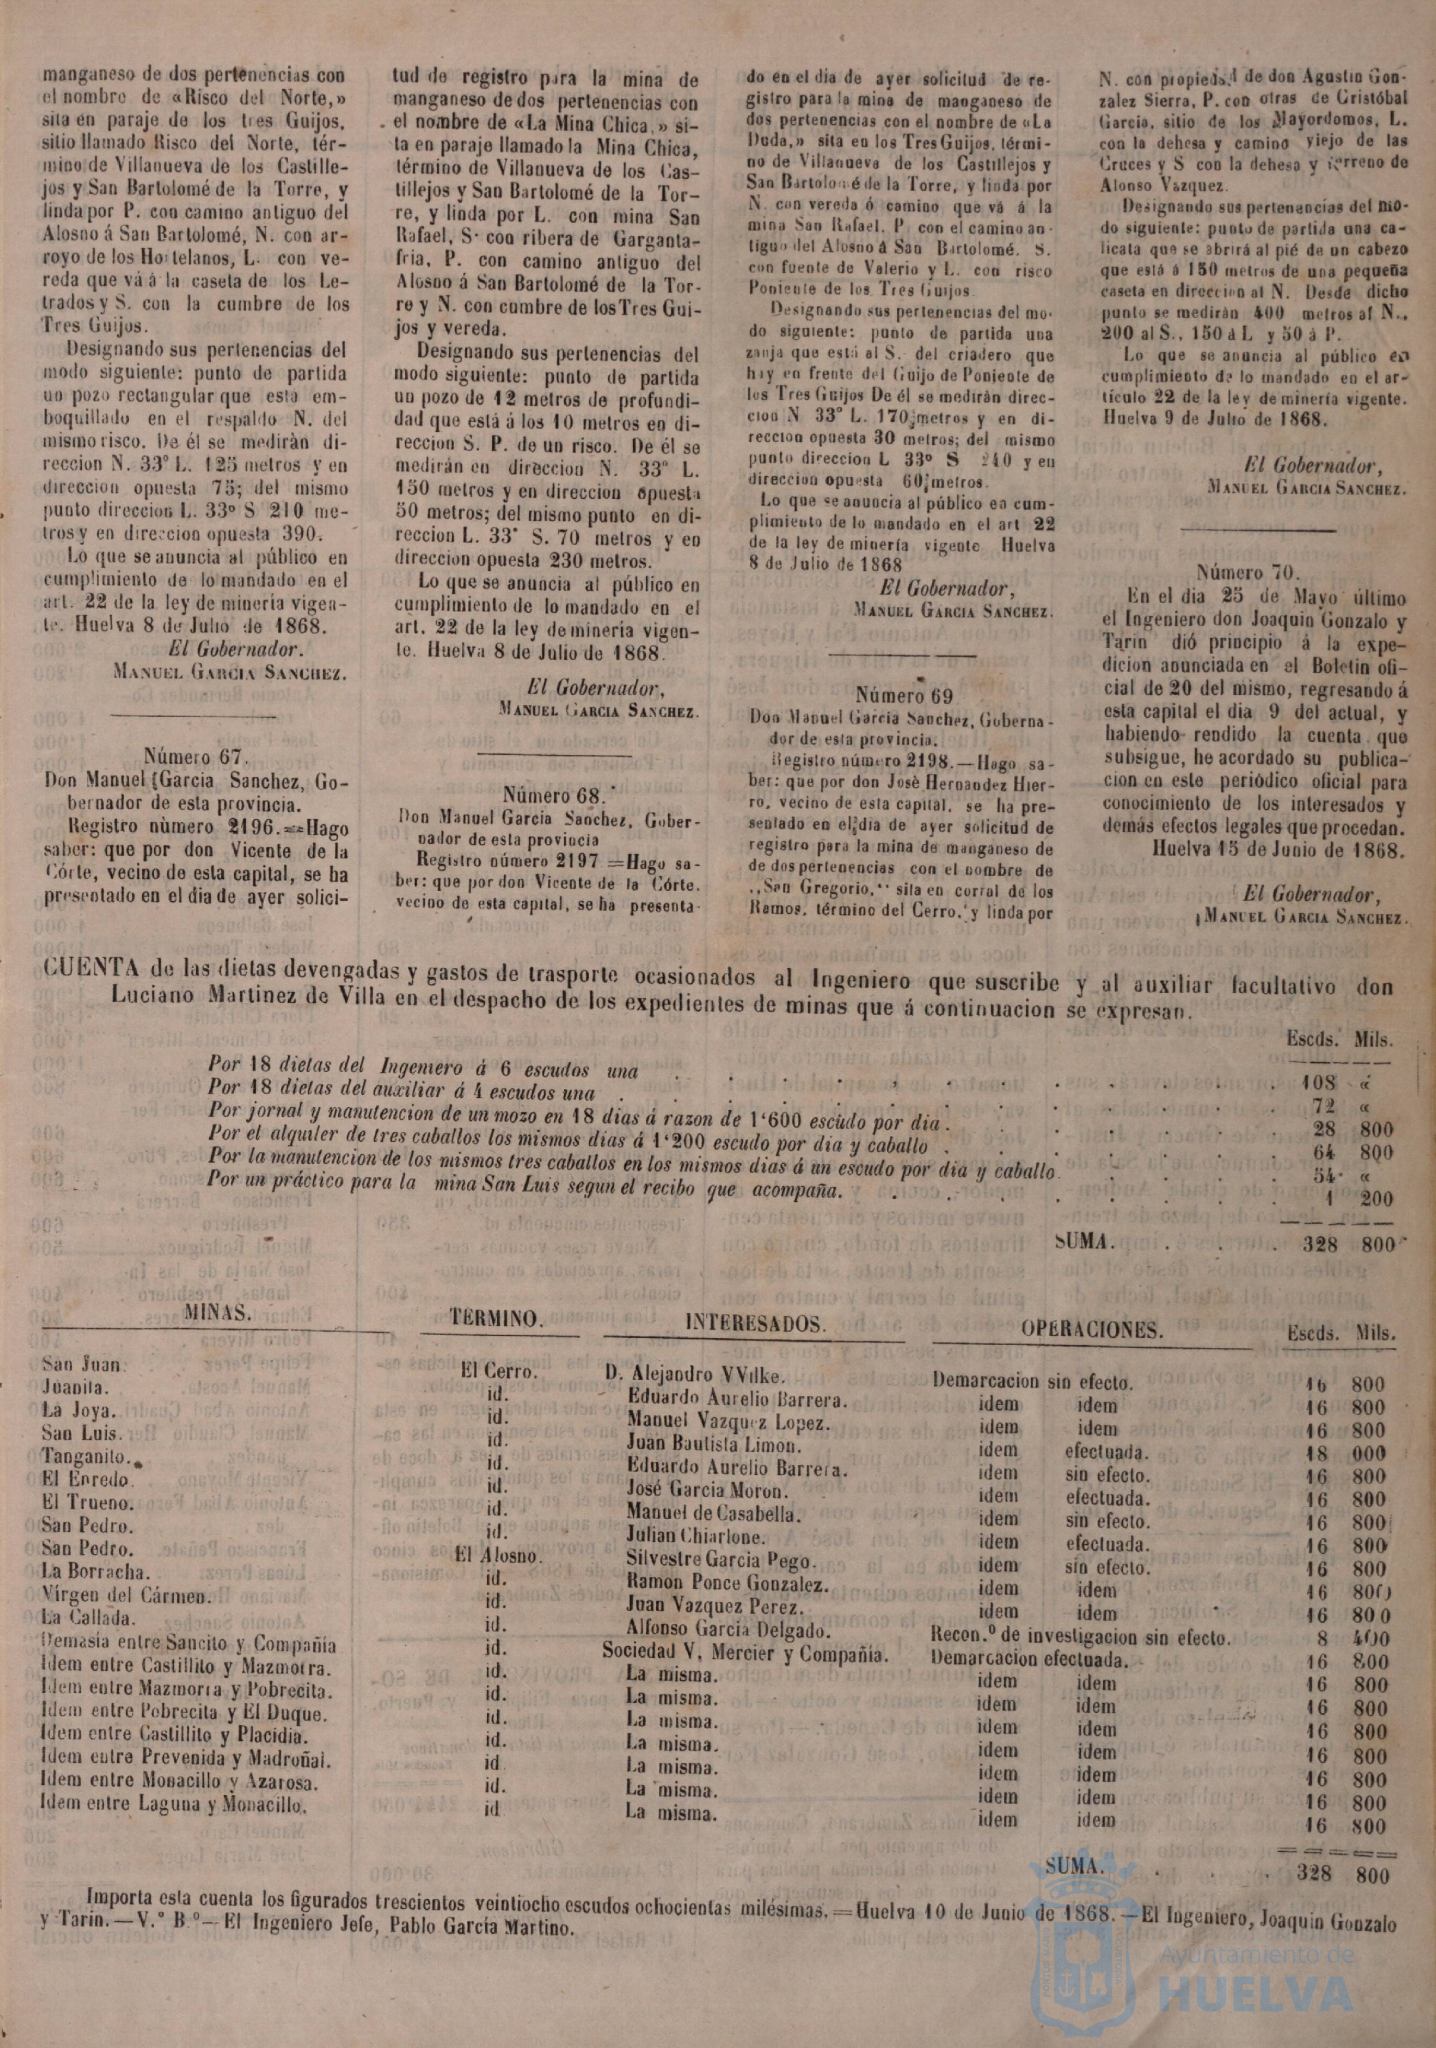 manganeso de dos pertenencias con
el nombre de «Risco del Norte,»
sita en paraje de los tres Guijos,
sitio llamado Risco del Norte, tér-
mino de Villanueva de los Castille-
jos y San Bartolomé de la Torre, y
linda por P. con camino antiguo del
Alosno á San Bartolomé, N. con ar-
royo de los Hortelanos, L. con ve-
reda que vá á la caseta de los Le-
trados y S. con la cumbre de los
Tres Guijos.
Designando sus pertenencias del
modo siguiente: punto de partida
un pozo rectangular que está em-
boquillado en el respaldo N. del
mismo risco. De él se medirán di-
reccion N. 33° L. 125 metros y en
direccion opuesta 75; del mismo
punto direccion L. 33° S 210 me-
tros y en direccion opuesta 390.
Lo que se anuncia al público en
cumplimiento de lo mandado en el
art. 22 de la ley de minería vigen-
te. Huelva 8 de Julio de 1868.
El Gobernador.
MANUEL GARCIA SANCHEZ.
Número 67.
Don Manuel Garcia Sanchez, Go-
bernador de esta provincia.
Registro nùmero 2196.=Hago
saber: que por don Vicente de la
Córte, vecino de esta capital, se ha
presentado en el dia de ayer solici-
tud de registro para la mina de
manganeso de dos pertenencias con
el nombre de «La Mina Chica,» si-
ta en paraje llamado la Mina Chica,
término de Villanueva de los Cas-
tillejos y San Bartolomé de la Tor-
re, y linda por L. con mina San
Rafael, S. con ribera de Garganta-
fria, P. con camino antiguo del
Alosno á San Bartolomé de la Tor-
re y N. con cumbre de los Tres Gui-
jos y vereda.
Designando sus pertenencias del
modo siguiente: punto de partida
un pozo de 12 metros de profundi-
dad que está á los 10 metros en di-
reccion S. P. de un risco. De él se
medirán en direccion N. 33° L.
150 metros y en direccion opuesta
50 metros; del mismo punto en di-
reccion L. 33° S. 70 metros y en
direccion opuesta 230 metros.
Lo que se anuncia al público en
cumplimiento de lo mandado en el
art. 22 de la ley de minería vigen-
te. Huelva 8 de Julio de 1868.
El Gobernador,
MANUEL GARCIA SANCHEZ.
Número 68.
Don Manuel Garcia Sanchez, Gober-
nador de esta provincia
Registro número 2197 =Hago sa-
ber: que por don Vicente de la Córte.
vecino de esta capital, se ha presenta-
do en el dia de ayer solicitud de re-
gistro para la mina de manganeso de
dos pertenencias con el nombre de «La
Duda,» sita en los Tres Guijos, térmi-
no de Villanueva de los Castillejos y
San Bartolomé de la Torre, y linda por
N. con vereda ó camino que vá á la
mina San Rafael, P con el camino an-
tiguo del Alosno á San Bartolomé. S.
con fuente de Valerio y L. con risco
Poniente de los Tres Guijos.
Designando sus pertenencias del mo-
do siguiente: punto de partida una
zanja que está al S. del criadero que
hay en frente del Guijo de Poniente de
los Tres Guijos De él se medirán direc-
cion N 33° L. 170 metros y en di-
reccion opuesta 30 metros; del mismo
punto direccion L 33° S 240 y en
direccion opuesta 60 metros.
Lo que se anuncia al público en cum-
plimiento de lo mandado en el art 22
de la ley de minería vigente Huelva
8 de Julio de 1868
El Gobernador,
MANUEL GARCIA SANCHEZ.
Número 69
Don Manuel Garcia Sanchez, Goberna-
dor de esta provincia.
Registro número 2198.—Hago sa-
ber: que por don Josè Hernandez Hier-
ro, vecino de esta capital, se ha pre-
sentado en el dia de ayer solicitud de
registro para la mina de manganeso de
de dos pertenencias con el nombre de
,,San Gregorio,'' sita en corral de los
Ramos, término del Cerro, y linda por
N. con propiedad de don Agustin Gon-
zalez Sierra, P. con otras de Cristóbal
Garcia, sitio de los Mayordomos, L.
con la dehesa y camino viejo de las
Cruces y S con la dehesa y terreno de
Alonso Vazquez.
Designando sus pertenencias del mo-
do siguiente: punto de partida una ca-
licata que se abrirá al pié de un cabezo
que está á 150 metros de una pequeña
caseta en direccion al N. Desde dicho
punto se medirán 400 metros al N.,
200 al S., 150 á L y 50 á P.
Lo que se anuncia al público en
cumplimiento de lo mandado en el ar-
tículo 22 de la ley de minería vigente.
Huelva 9 de Julio de 1868.
El Gobernador,
MANUEL GARCIA SANCHEZ.
Número 70.
En el dia 25 de Mayo último
el Ingeniero don Joaquin Gonzalo y
Tarin dió principio á la expe-
dicion anunciada en el Boletin ofi-
cial de 20 del mismo, regresando á
esta capital el dia 9 del actual, y
habiendo rendido la cuenta que
subsigue, he acordado su publica-
cion en este periódico oficial para
conocimiento de los interesados y
demás efectos legales que procedan.
Huelva 15 de Junio de 1868.
El Gobernador,
MANUEL GARCIA SANCHEZ.
CUENTA de las dietas devengadas y gastos de trasporte ocasionados al Ingeniero que suscribe y al auxiliar facultativo don
Luciano Martinez de Villa en el despacho de los expedientes de minas que á continuacion se expresan.
Escds. Mils.
Por 18 dietas del Ingeniero á 6 escudos una . . . . 108 «
Por 18 dietas del auxiliar á 4 escudos una . . . . 72 «
Por jornal y manutencion de un mozo en 18 dias á razon de 1'600 escudo por dia . . . . 28 800
Por el alquiler de tres caballos los mismos dias á 1'200 escudo por dia y caballo . . . . 64 800
Por la manutencion de los mismos tres caballos en los mismos dias á un escudo por dia y caballo. . . . . 54 «
Por un práctico para la mina San Luis segun el recibo que acompaña. . . . . 1 200
SUMA. . . . 328 800
MINAS. TERMINO. INTERESADOS. OPERACIONES. Escds. Mils.
San Juan. El Cerro. D. Alejandro VVilke. Demarcacion sin efecto. 16 800
Juanita. id. Eduardo Aurelio Barrera. idem idem 16 800
La Joya. id. Manuel Vazquez Lopez. idem idem 16 800
San Luis. id. Juan Bautista Limon. idem efectuada. 18 000
Tanganito. id. Eduardo Aurelio Barrera. idem sin efecto. 16 800
El Enredo. id. José Garcia Moron. idem efectuada. 16 800
El Trueno. id. Manuel de Casabella. idem sin efecto. 16 800
San Pedro. id. Julian Chiarlone. idem efectuada. 16 800
San Pedro. El Alosno. Silvestre Garcia Pego. idem sin efecto. 16 800
La Borracha. id. Ramon Ponce Gonzalez. idem idem 16 800
Vírgen del Cármen. id. Juan Vazquez Perez. idem idem 16 800
La Callada. id. Alfonso Garcia Delgado. Recon.º de investigacion sin efecto. 8 400
Demasía entre Sancito y Compañía id. Sociedad V. Mercier y Compañía. Demarcacion efectuada. 16 800
Idem entre Castillito y Mazmorra. id. La misma. idem idem 16 800
Idem entre Mazmorra y Pobrecita. id. La misma. idem idem 16 800
Idem entre Pobrecita y El Duque. id. La misma. idem idem 16 800
Idem entre Castillito y Placidia. id. La misma. idem idem 16 800
Idem entre Prevenida y Madroñal. id La misma. idem idem 16 800
Idem entre Monacillo y Azarosa. id. La misma. idem idem 16 800
Idem entre Laguna y Monacillo. id La misma. idem idem 16 800
SUMA. . . . 328 800
Importa esta cuenta los figurados trescientos veintiocho escudos ochocientas milésimas.=Huelva 10 de Junio de 1868.—El Ingeniero, Joaquin Gonzalo
y Tarin.—V.º B.º—El Ingeniero Jefe, Pablo García Martino.
Ayuntamiento de
HUELVA